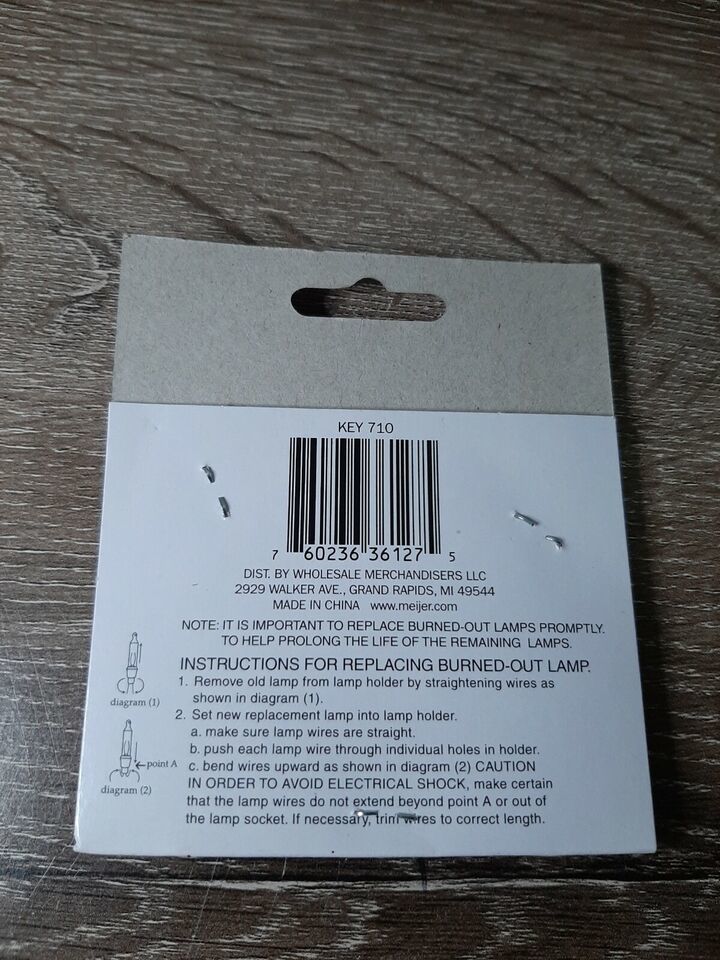 KEY 710
7 60236 36127 5
DIST. BY WHOLESALE MERCHANDISERS LLC
2929 WALKER AVE., GRAND RAPIDS, MI 49544
MADE IN CHINA www.meijer.com
NOTE: IT IS IMPORTANT TO REPLACE BURNED-OUT LAMPS PROMPTLY.
TO HELP PROLONG THE LIFE OF THE REMAINING LAMPS.
INSTRUCTIONS FOR REPLACING BURNED-OUT LAMP.
1. Remove old lamp from lamp holder by straightening wires as
shown in diagram (1).
diagram (1)
2. Set new replacement lamp into lamp holder.
a. make sure lamp wires are straight.
b. push each lamp wire through individual holes in holder.
c. bend wires upward as shown in diagram (2) CAUTION
IN ORDER TO AVOID ELECTRICAL SHOCK, make certain
that the lamp wires do not extend beyond point A or out of
the lamp socket. If necessary, trim wires to correct length.
point A
diagram (2)